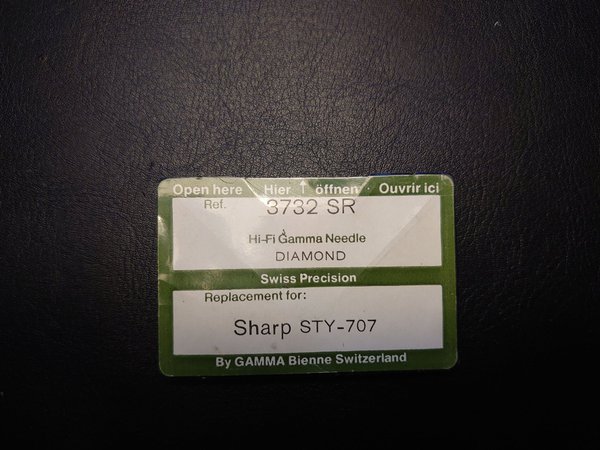 Open here Hier ↑ öffnen · Ouvrir ici
Ref. 3732 SR
Hi-Fi Gamma Needle
DIAMOND
Swiss Precision
Replacement for:
Sharp STY-707
By GAMMA Bienne Switzerland